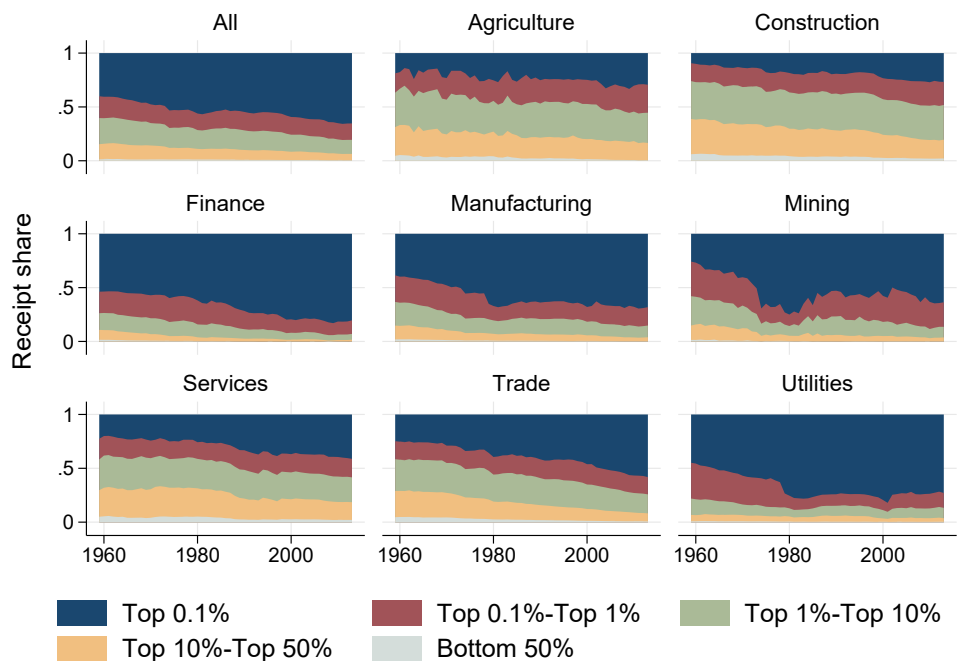 All Agriculture Construction
1
.5
0
Finance Manufacturing Mining
1
.5
0
Receipt share
Services Trade Utilities
1
.5
0
1960 1980 2000 1960 1980 2000 1960 1980 2000
Top 0.1% Top 0.1%-Top 1% Top 1%-Top 10%
Top 10%-Top 50% Bottom 50%